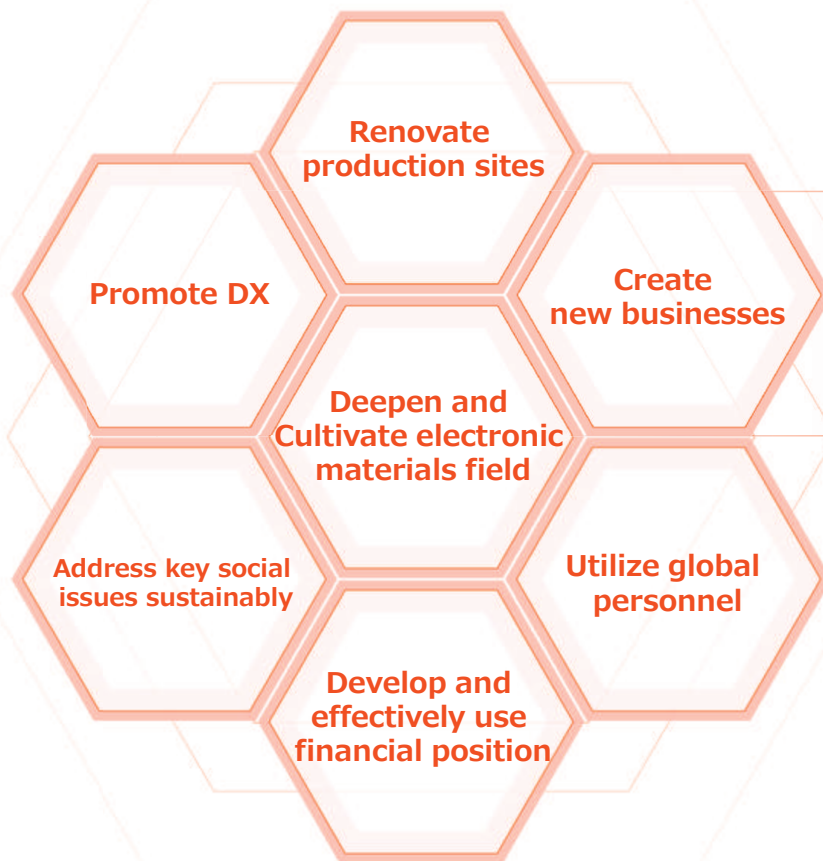 Renovate
production sites
Promote DX
Create
new businesses
Deepen and
Cultivate electronic
materials field
Address key social
issues sustainably
Utilize global
personnel
Develop and
effectively use
financial position